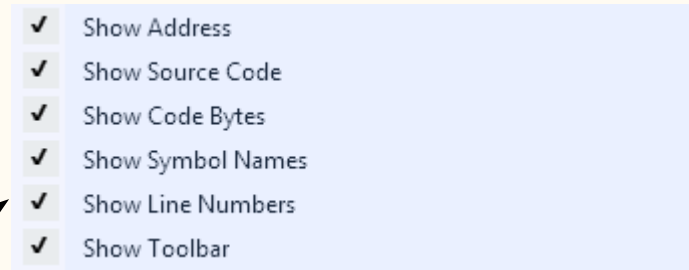 Show Address
Show Source Code
Show Code Bytes
Show Symbol Names
Show Line Numbers
Show Toolbar